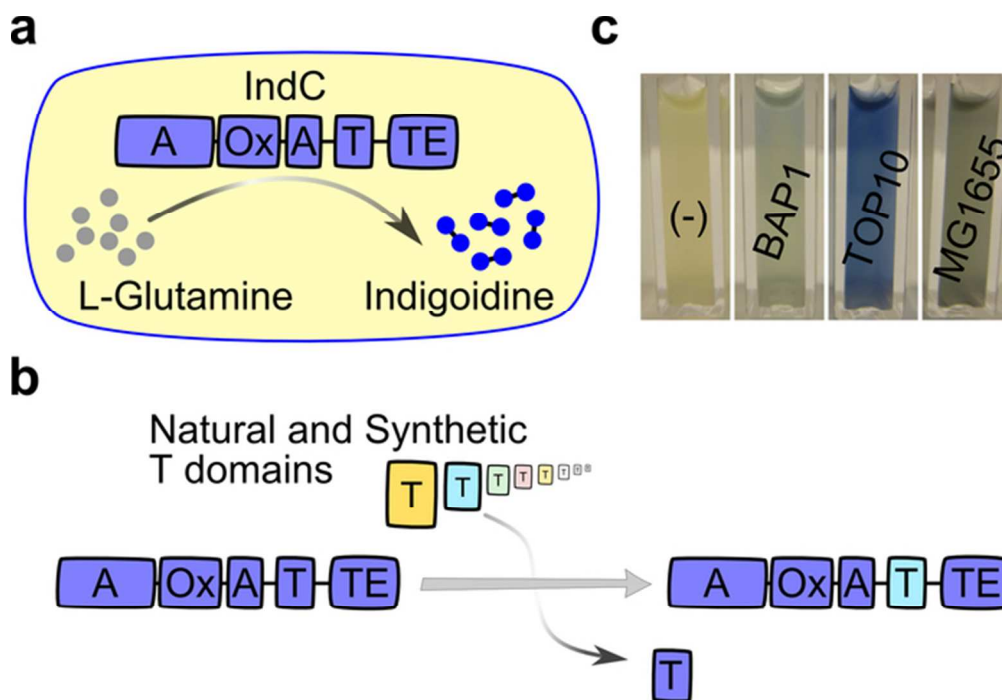 a
IndC
A Ox A T TE
L-Glutamine
Indigoidine
c
(-)
BAP1
TOP10
MG1655
b
Natural and Synthetic
T domains
T T T T T T T
A Ox A T TE
A Ox A T TE
T